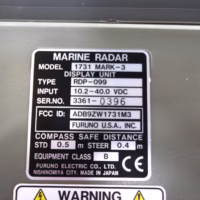 MARINE RADAR
MODEL 1731 MARK-3
DISPLAY UNIT
TYPE RDP-099
INPUT 10.2-40.0 VDC
SER.NO. 3361-0396
FCC ID: ADB9ZW1731M3
FURUNO U.S.A., INC.
COMPASS SAFE DISTANCE
STD 0.5 m STEER 0.4 m
EQUIPMENT CLASS B
FURUNO ELECTRIC CO., LTD.
NISHINOMIYA CITY. MADE IN JAPAN
WARNING